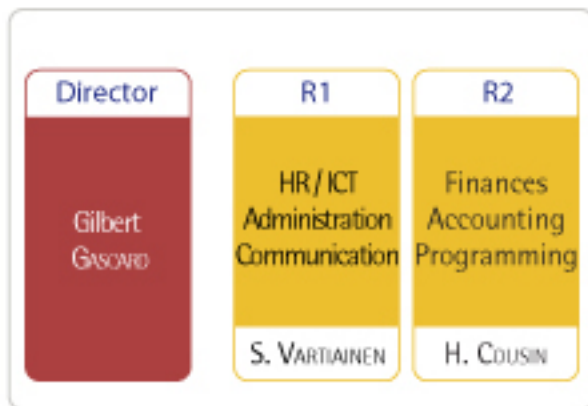 Director
Gilbert
GASCARD
R1
HR / ICT
Administration
Communication
S. VARTIAINEN
R2
Finances
Accounting
Programming
H. COUSIN